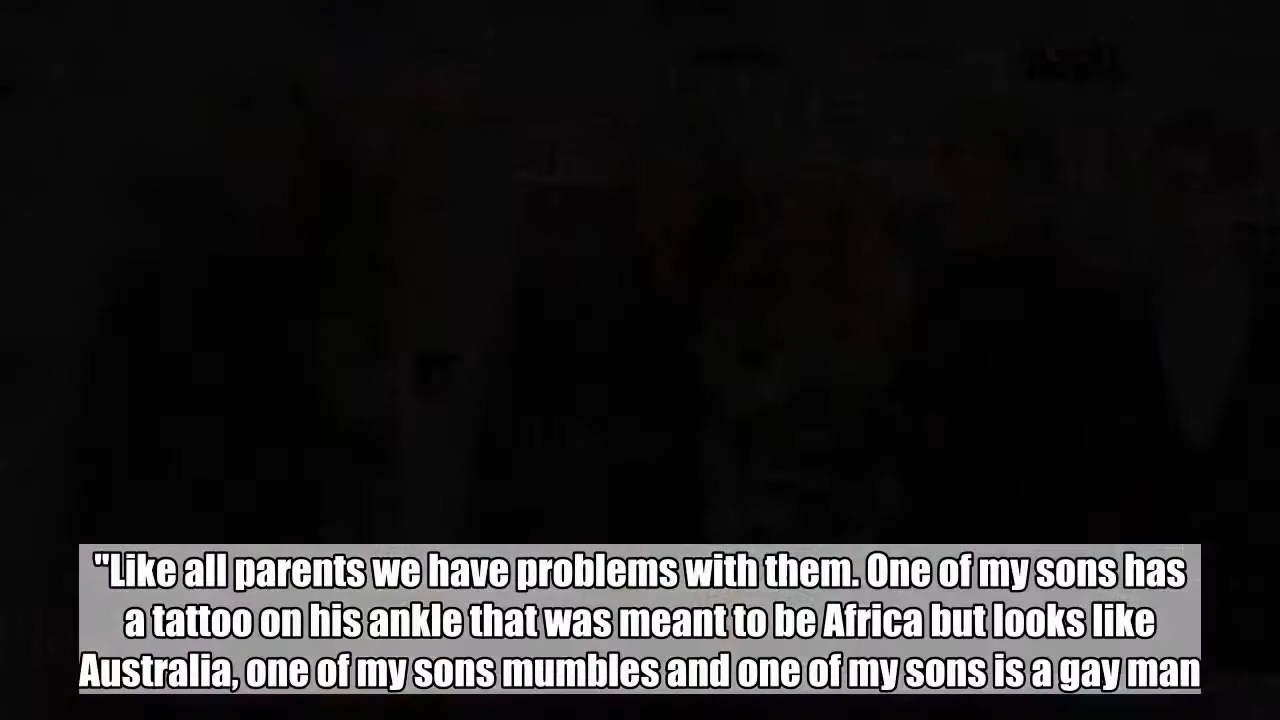 "Like all parents we have problems with them. One of my sons has
a tattoo on his ankle that was meant to be Africa but looks like
Australia, one of my sons mumbles and one of my sons is a gay man